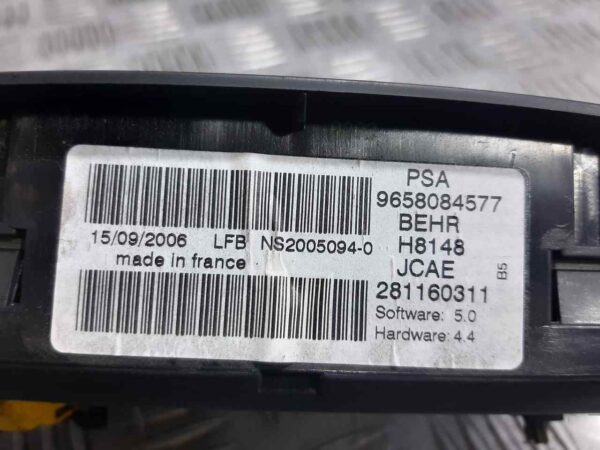 PSA
9658084577
BEHR
15/09/2006 LFB NS2005094-0 H8148
made in france JCAE
281160311
Software: 5.0
Hardware: 4.4
B5